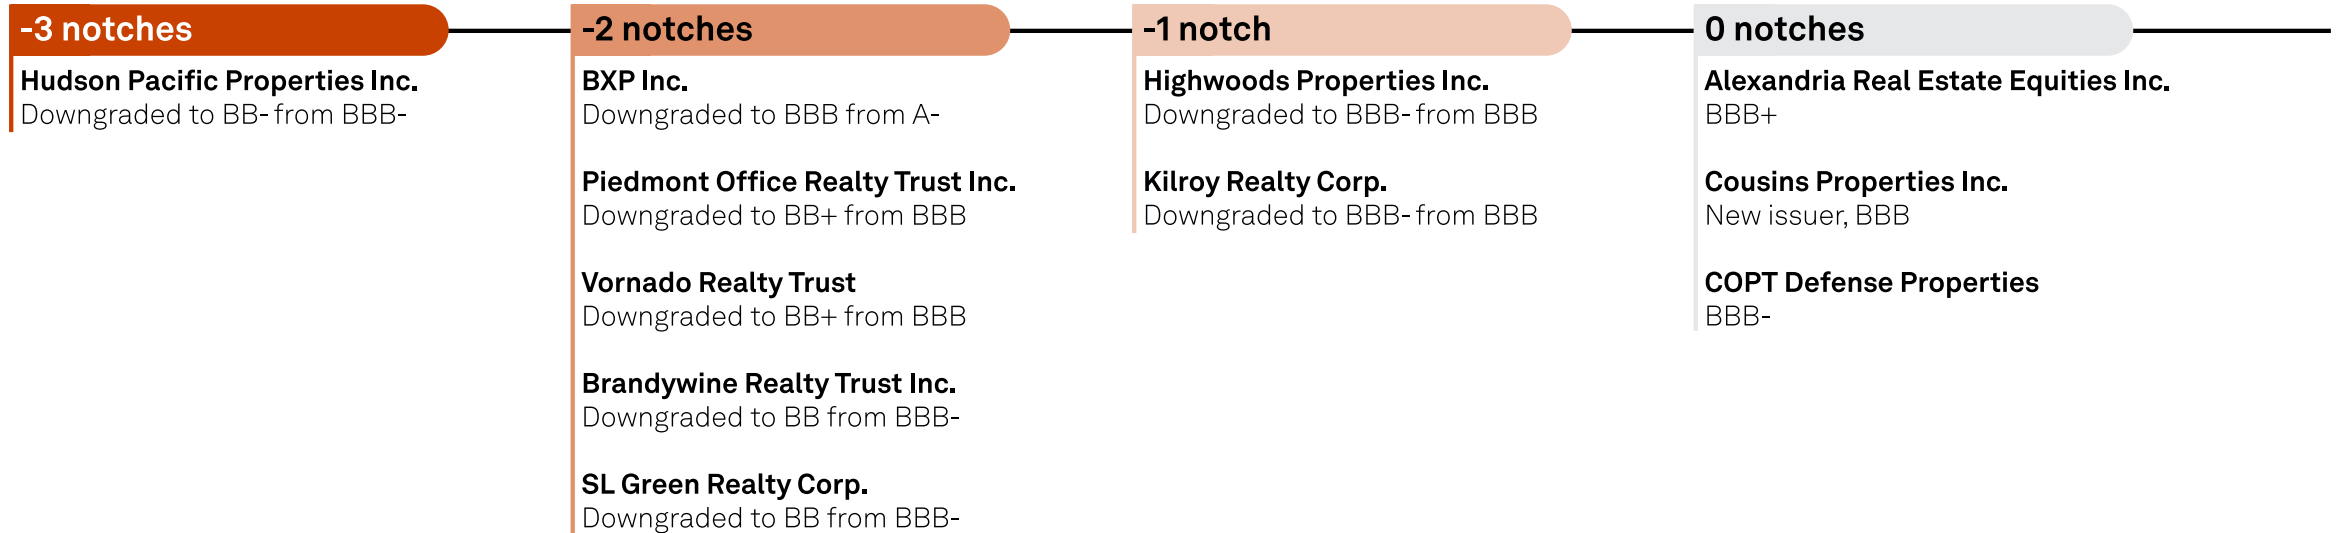 -3 notches
Hudson Pacific Properties Inc.
Downgraded to BB- from BBB-
-2 notches
BXP Inc.
Downgraded to BBB from A-
Piedmont Office Realty Trust Inc.
Downgraded to BB+ from BBB
Vornado Realty Trust
Downgraded to BB+ from BBB
Brandywine Realty Trust Inc.
Downgraded to BB from BBB-
SL Green Realty Corp.
Downgraded to BB from BBB-
-1 notch
Highwoods Properties Inc.
Downgraded to BBB- from BBB
Kilroy Realty Corp.
Downgraded to BBB- from BBB
0 notches
Alexandria Real Estate Equities Inc.
BBB+
Cousins Properties Inc.
New issuer, BBB
COPT Defense Properties
BBB-